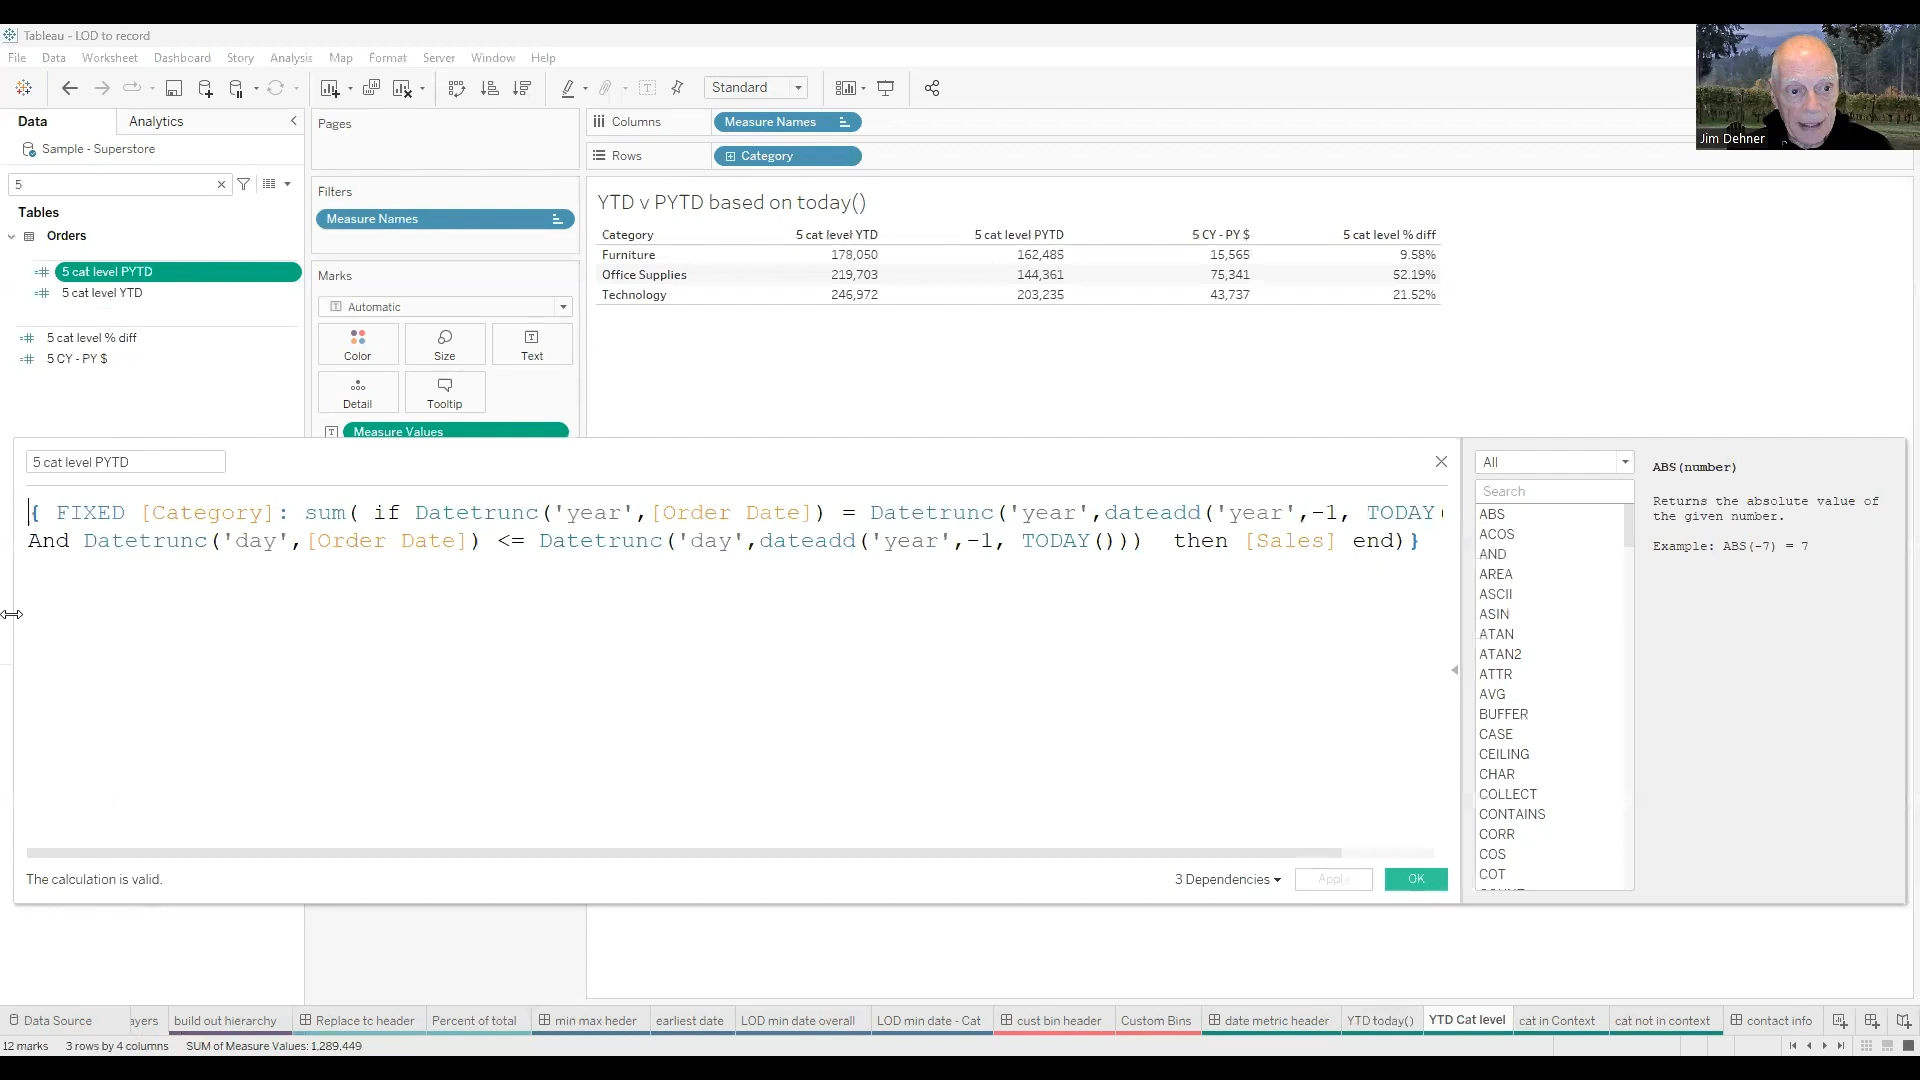 Tableau - LOD to record
File Data Worksheet Dashboard Story Analysis Map Format Server Window Help
Standard
Data Analytics
Sample - Superstore
5
Tables
Orders
5 cat level PYTD
5 cat level YTD
5 cat level % diff
5 CY - PY $
Pages
Filters
Measure Names
Marks
Automatic
Color Size Text
Detail Tooltip
Measure Values
Columns Measure Names
Rows Category
Jim Dehner
YTD v PYTD based on today()
Category 5 cat level YTD 5 cat level PYTD 5 CY - PY $ 5 cat level % diff
Furniture 178,050 162,485 15,565 9.58%
Office Supplies 219,703 144,361 75,341 52.19%
Technology 246,972 203,235 43,737 21.52%
5 cat level PYTD
{ FIXED [Category]: sum( if Datetrunc('year',[Order Date]) = Datetrunc('year',dateadd('year',-1, TODAY(
And Datetrunc('day',[Order Date]) <= Datetrunc('day',dateadd('year',-1, TODAY())) then [Sales] end)}
The calculation is valid.
3 Dependencies Apply OK
All
Search
ABS
ACOS
AND
AREA
ASCII
ASIN
ATAN
ATAN2
ATTR
AVG
BUFFER
CASE
CEILING
CHAR
COLLECT
CONTAINS
CORR
COS
COT
ABS(number)
Returns the absolute value of
the given number.
Example: ABS(-7) = 7
Data Source ayers build out hierarchy Replace tc header Percent of total min max heder earliest date LOD min date overall LOD min date - Cat cust bin header Custom Bins date metric header YTD today() YTD Cat level cat in Context cat not in context contact info
12 marks 3 rows by 4 columns SUM of Measure Values: 1,289,449